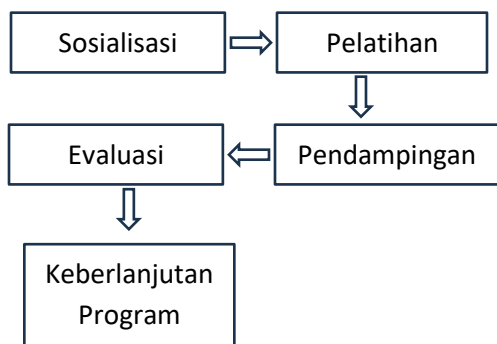 Sosialisasi
Pelatihan
Pendampingan
Evaluasi
Keberlanjutan
Program